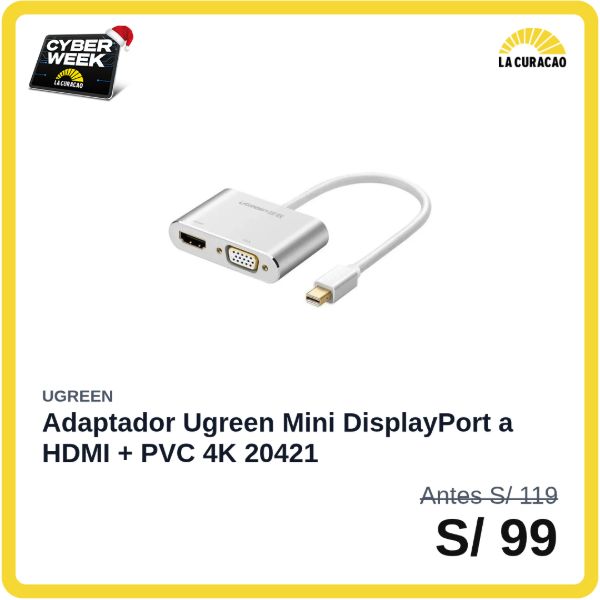 CYBER
WEEK
LA CURACAO
LA CURACAO
UGREEN
UGREEN
Adaptador Ugreen Mini DisplayPort a
HDMI + PVC 4K 20421
Antes S/ 119
S/ 99